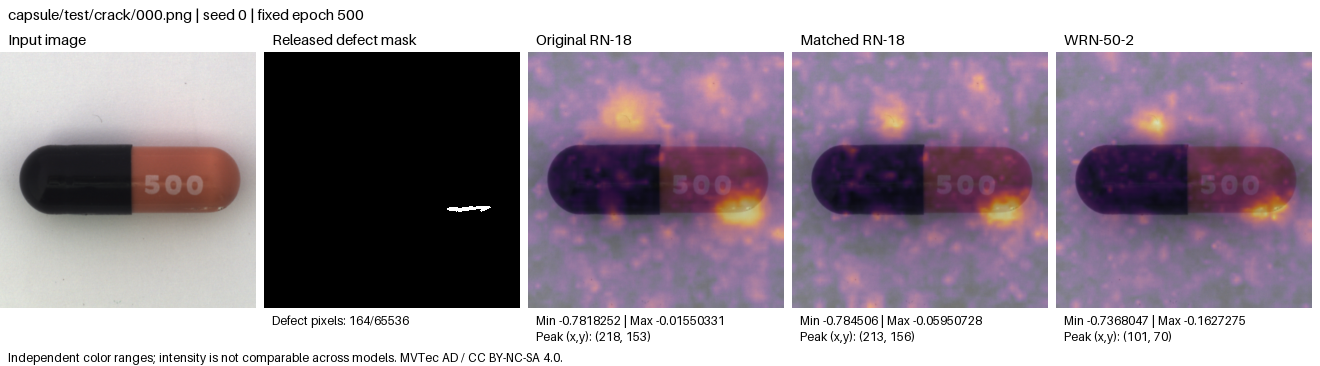 capsule/test/crack/000.png | seed 0 | fixed epoch 500
Input image
Released defect mask
Original RN-18
Matched RN-18
WRN-50-2
500
500
500
500
Defect pixels: 164/65536
Min -0.7818252 | Max -0.01550331
Peak (x,y): (218, 153)
Min -0.784506 | Max -0.05950728
Peak (x,y): (213, 156)
Min -0.7368047 | Max -0.1627275
Peak (x,y): (101, 70)
Independent color ranges; intensity is not comparable across models. MVTec AD / CC BY-NC-SA 4.0.